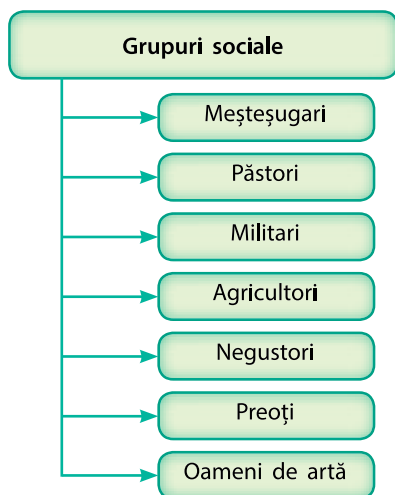 Grupuri sociale
Meșteșugari
Păstori
Militari
Agricultori
Negustori
Preoți
Oameni de artă